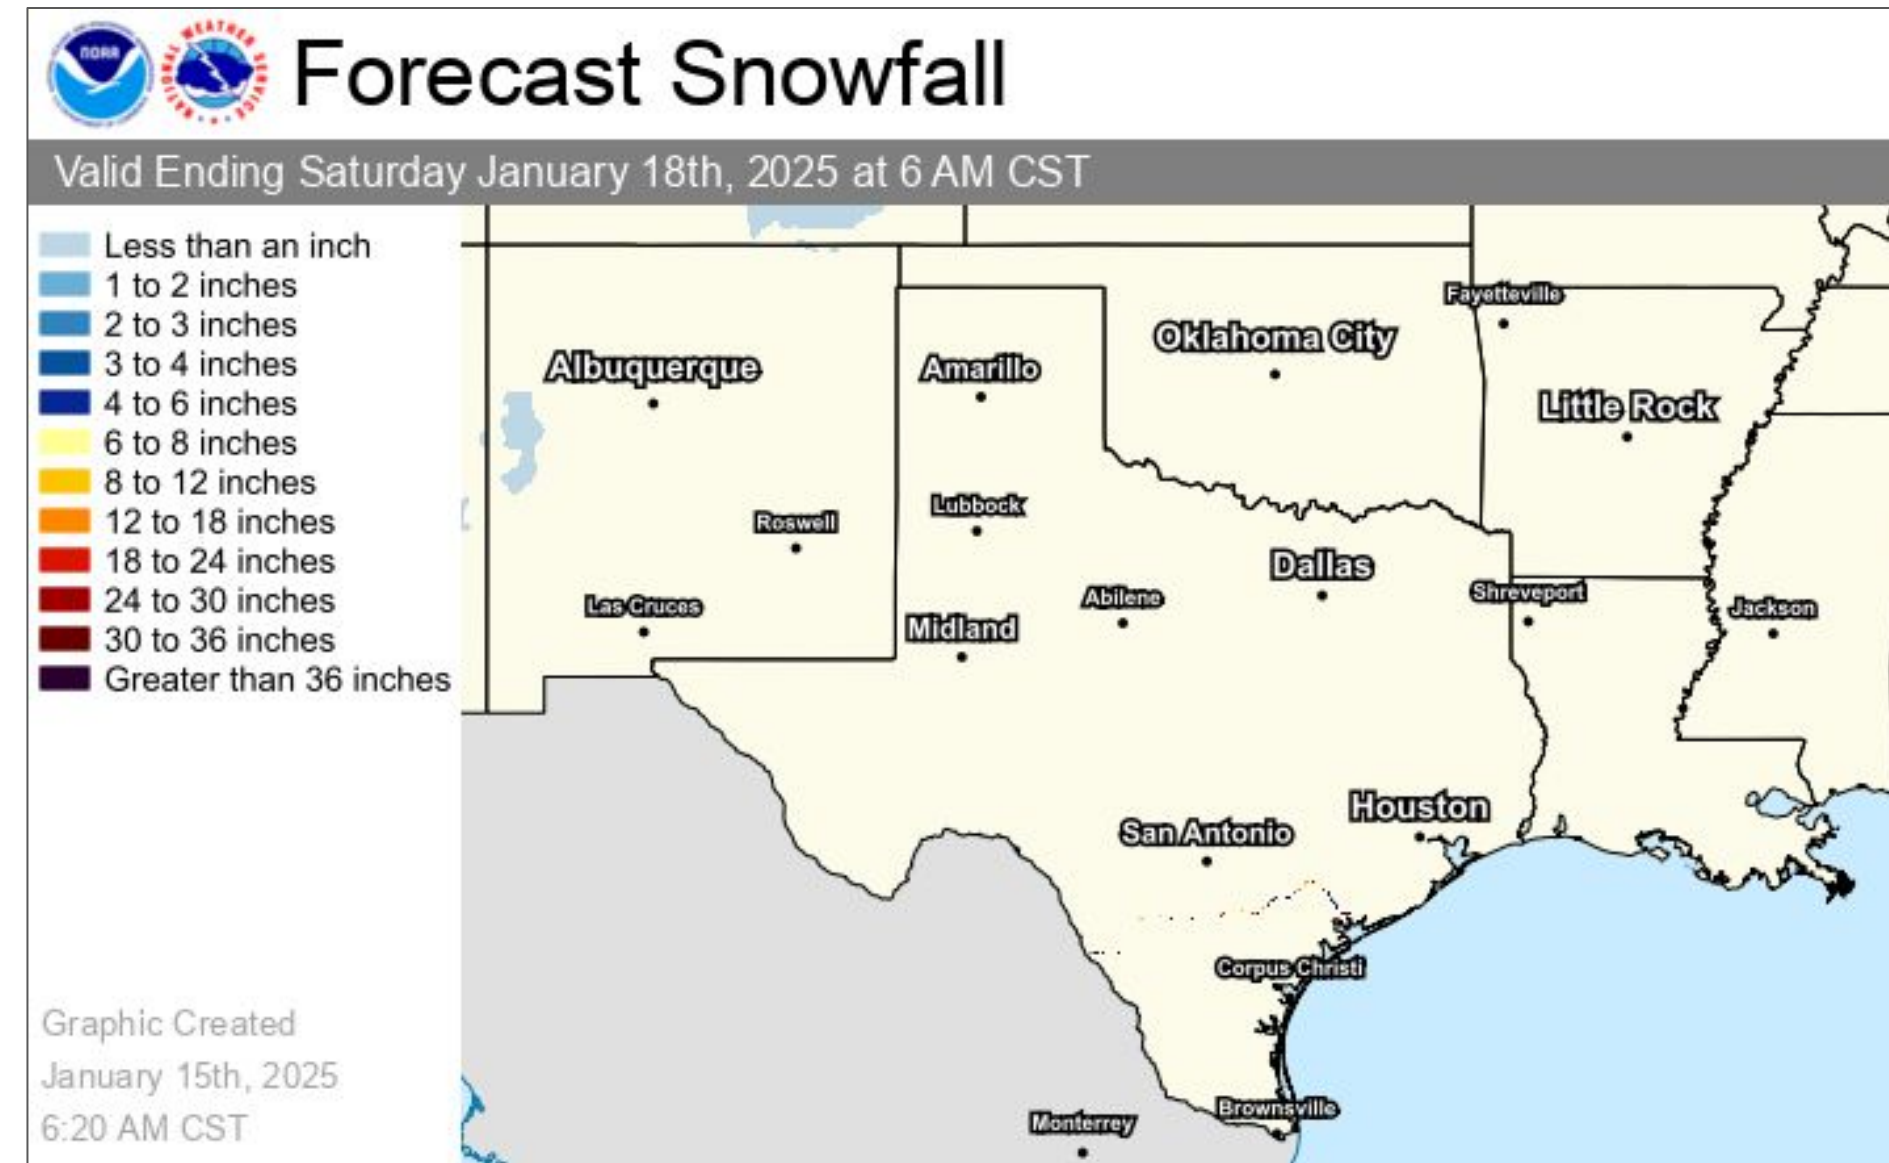 NOAA
NATIONAL WEATHER SERVICE
Forecast Snowfall
Valid Ending Saturday January 18th, 2025 at 6 AM CST
Less than an inch
1 to 2 inches
2 to 3 inches
3 to 4 inches
4 to 6 inches
6 to 8 inches
8 to 12 inches
12 to 18 inches
18 to 24 inches
24 to 30 inches
30 to 36 inches
Greater than 36 inches
Fayetteville
Oklahoma City
Albuquerque
Amarillo
Little Rock
Lubbock
Roswell
Dallas
Shreveport
Abilene
Las Cruces
Jackson
Midland
Houston
San Antonio
Corpus Christi
Brownsville
Monterrey
Graphic Created
January 15th, 2025
6:20 AM CST